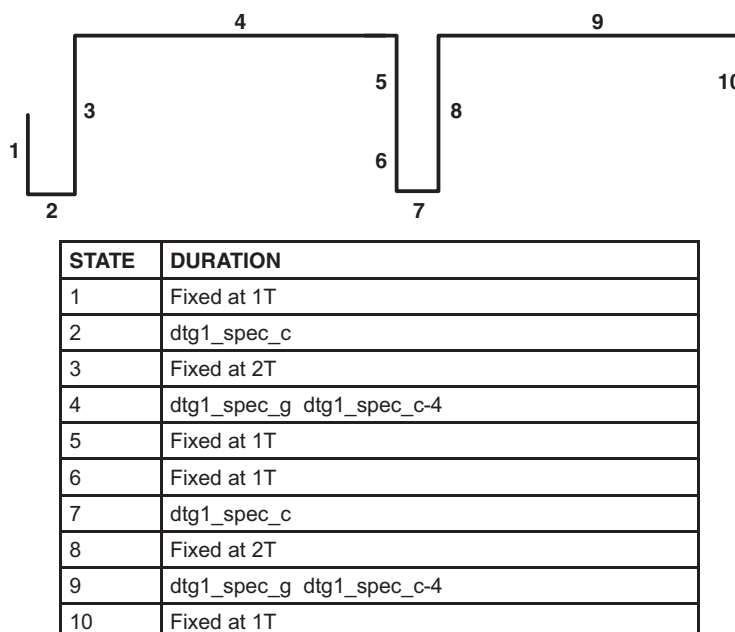 4 9
5 10
3 8
1 6
2 7
STATE DURATION
1 Fixed at 1T
2 dtg1_spec_c
3 Fixed at 2T
4 dtg1_spec_g dtg1_spec_c-4
5 Fixed at 1T
6 Fixed at 1T
7 dtg1_spec_c
8 Fixed at 2T
9 dtg1_spec_g dtg1_spec_c-4
10 Fixed at 1T